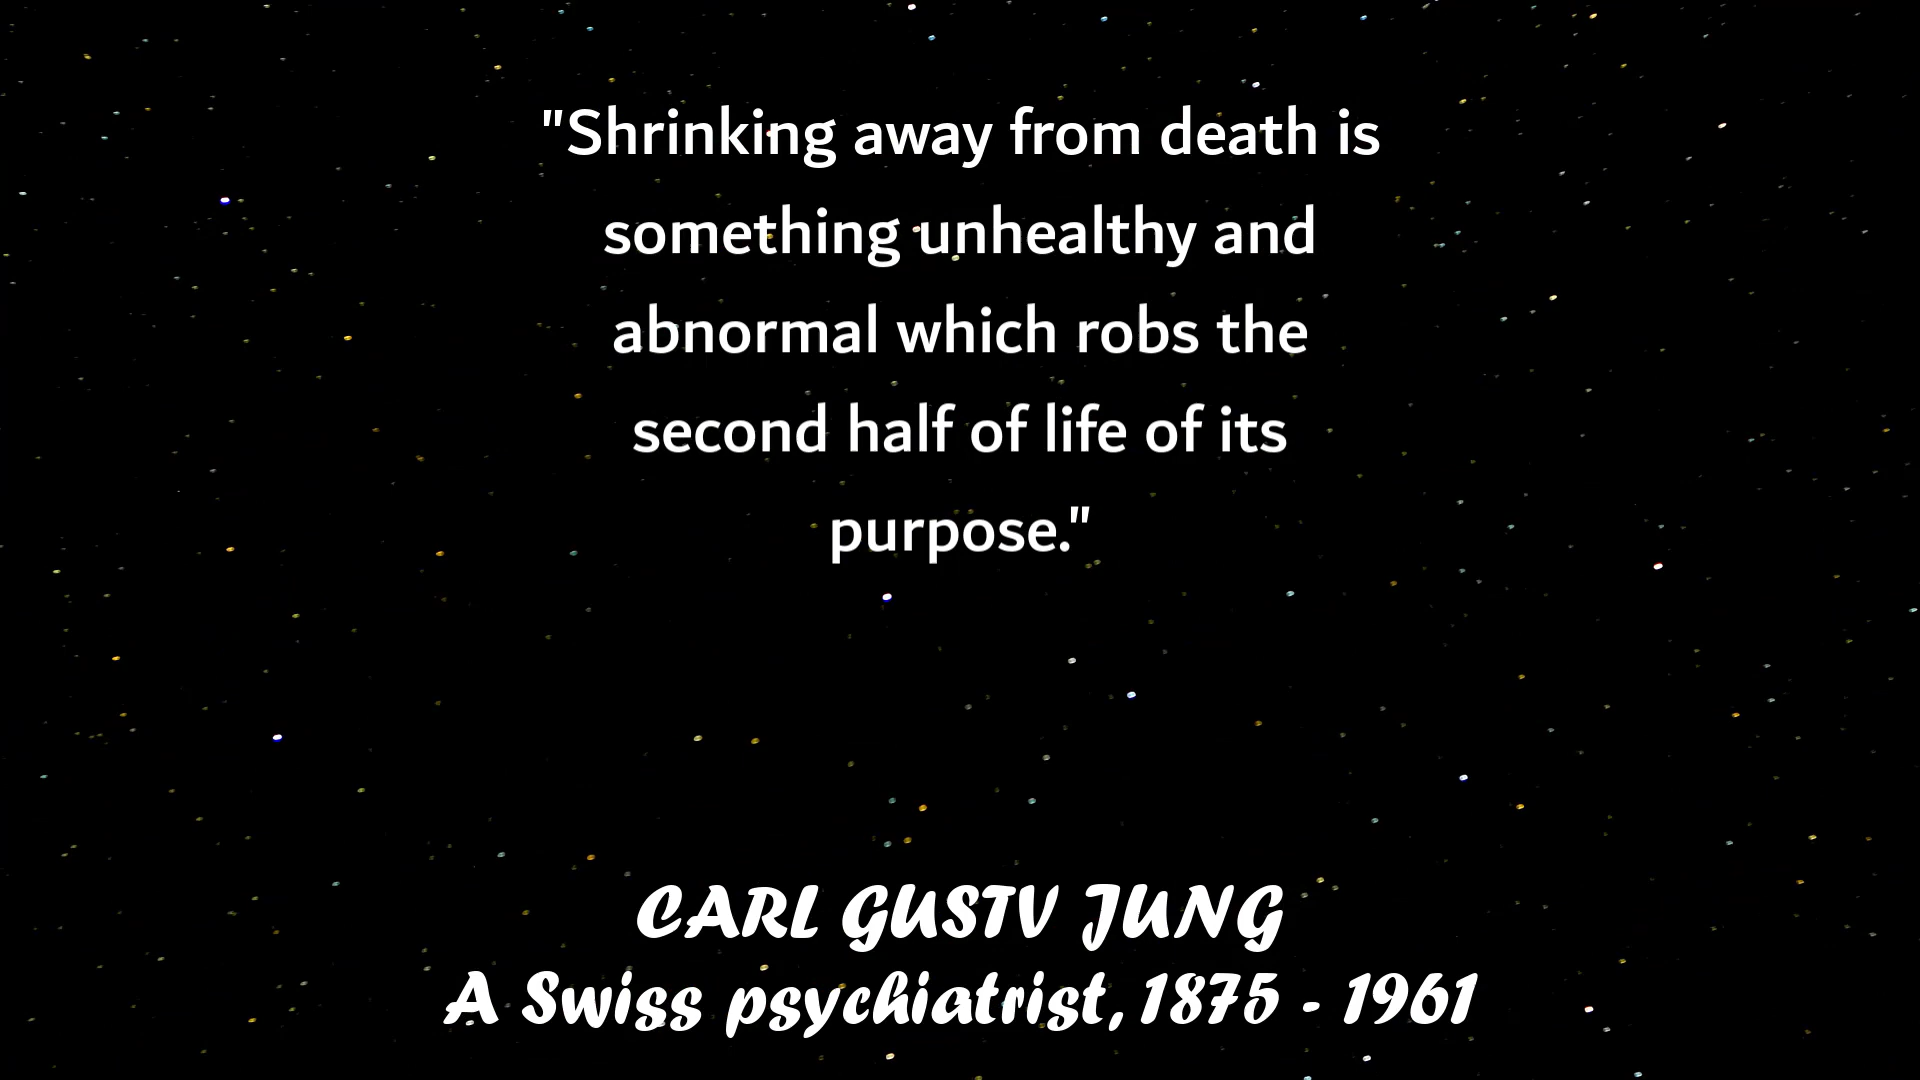 "Shrinking away from death is
something unhealthy and
abnormal which robs the
second half of life of its
purpose."
CARL GUSTV JUNG
A Swiss psychiatrist, 1875 - 1961